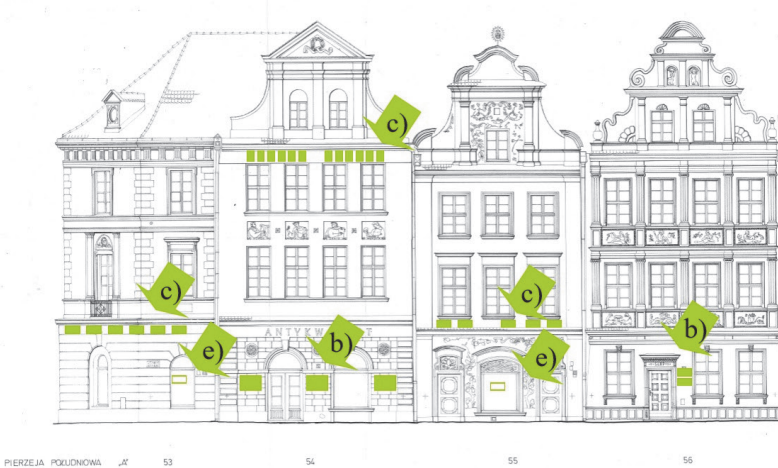 c)
c)
c)
b)
ANTYKW T
b)
e)
e)
PIERZEJA POŁUDNIOWA „A" 53 54 55 56